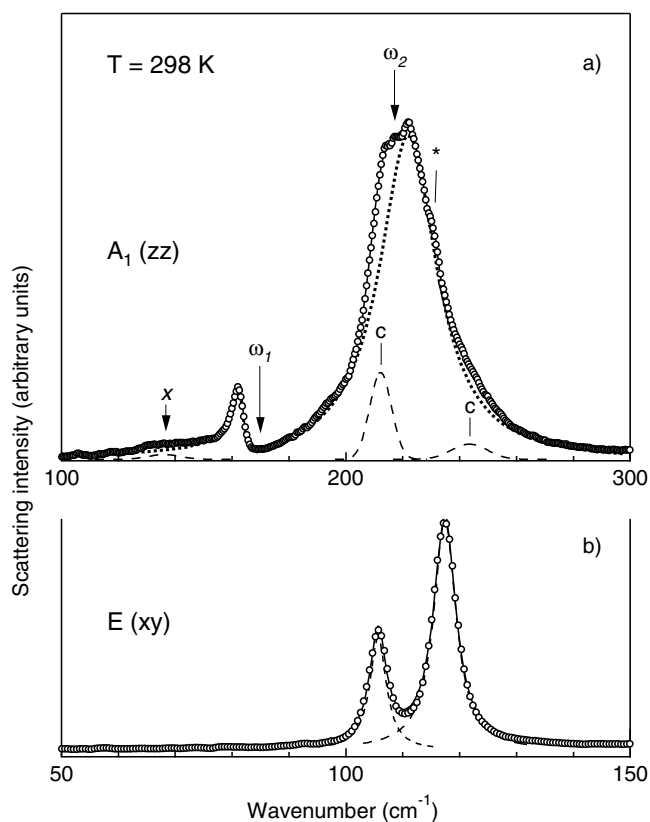 T = 298 K
ω₂
a)
*
A₁ (zz)
c
ω₁
x
c
100
200
300
Scattering intensity (arbitrary units)
b)
E (xy)
50
100
150
Wavenumber (cm⁻¹)